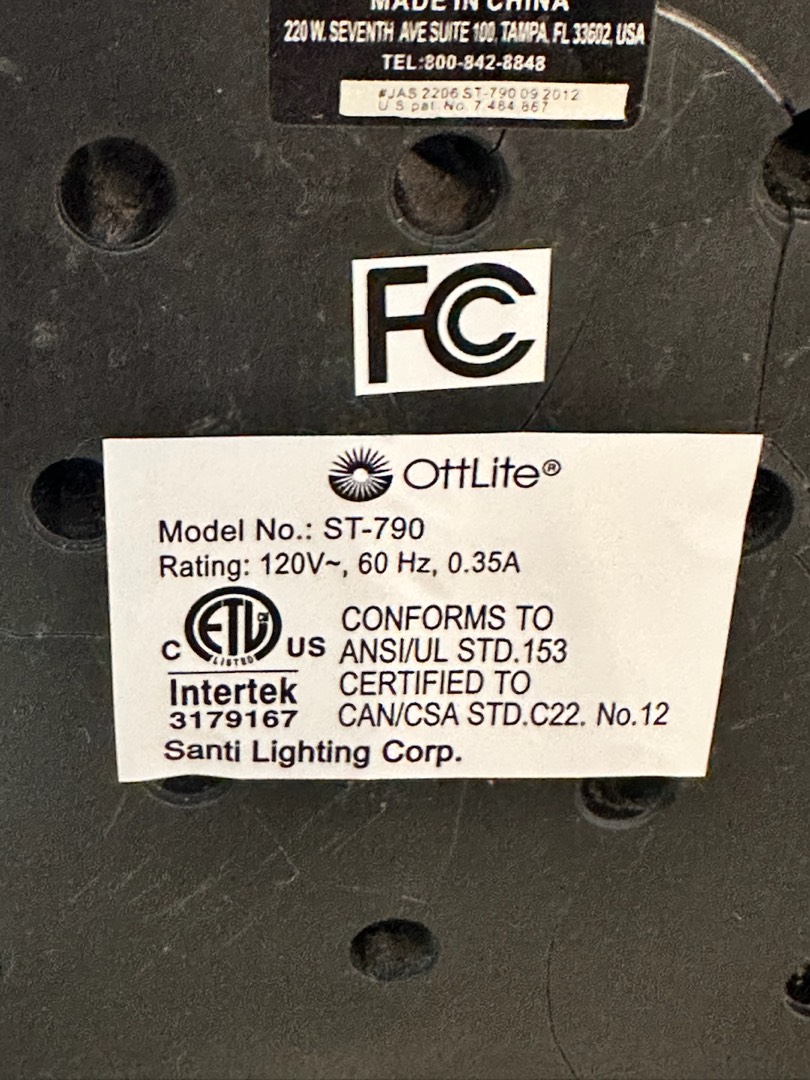 MADE IN CHINA
220 W. SEVENTH AVE SUITE 100, TAMPA, FL 33602, USA
TEL:800-842-8848
#JAS 2206 ST-790 09 2012
U S pat. No. 7 484 867
FC
OttLite®
Model No.: ST-790
Rating: 120V~, 60 Hz, 0.35A
C ETL CM LISTED US
CONFORMS TO
ANSI/UL STD.153
Intertek
3179167
CERTIFIED TO
CAN/CSA STD.C22. No.12
Santi Lighting Corp.